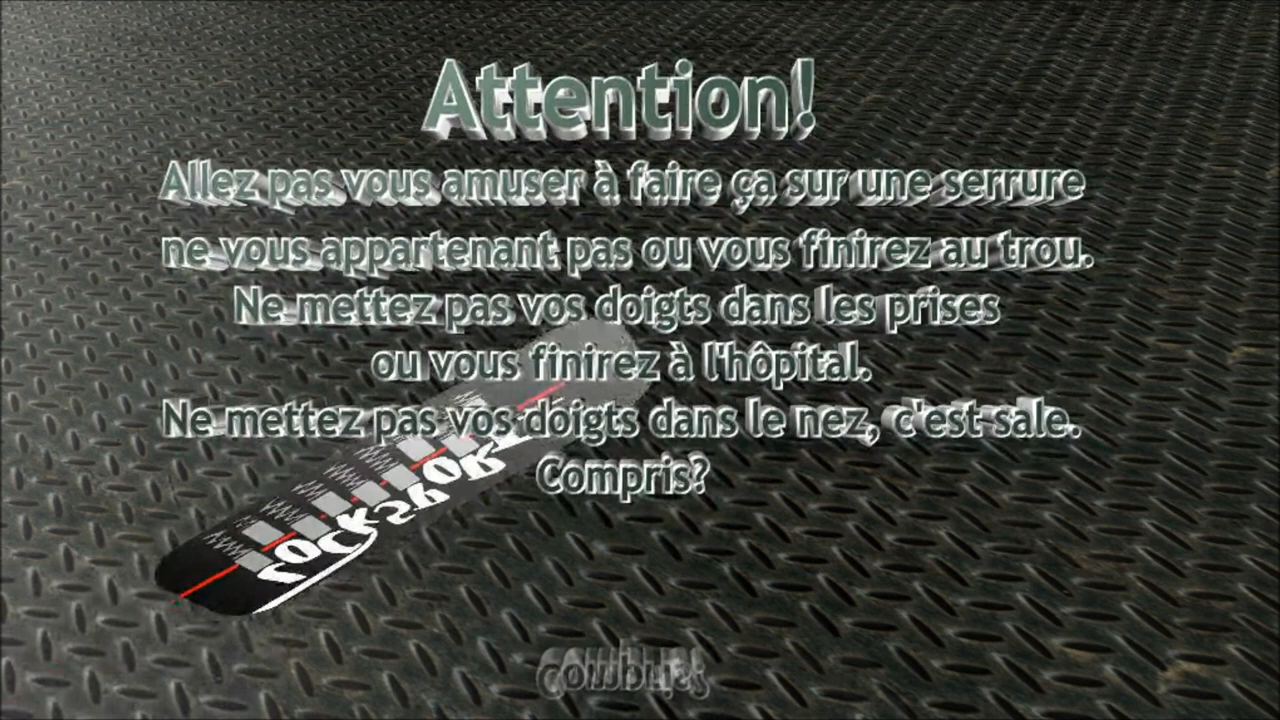 Attention!
Allez pas vous amuser à faire ça sur une serrure
ne vous appartenant pas ou vous finirez au trou.
Ne mettez pas vos doigts dans les prises
ou vous finirez à l'hôpital.
Ne mettez pas vos doigts dans le nez, c'est sale.
Compris?